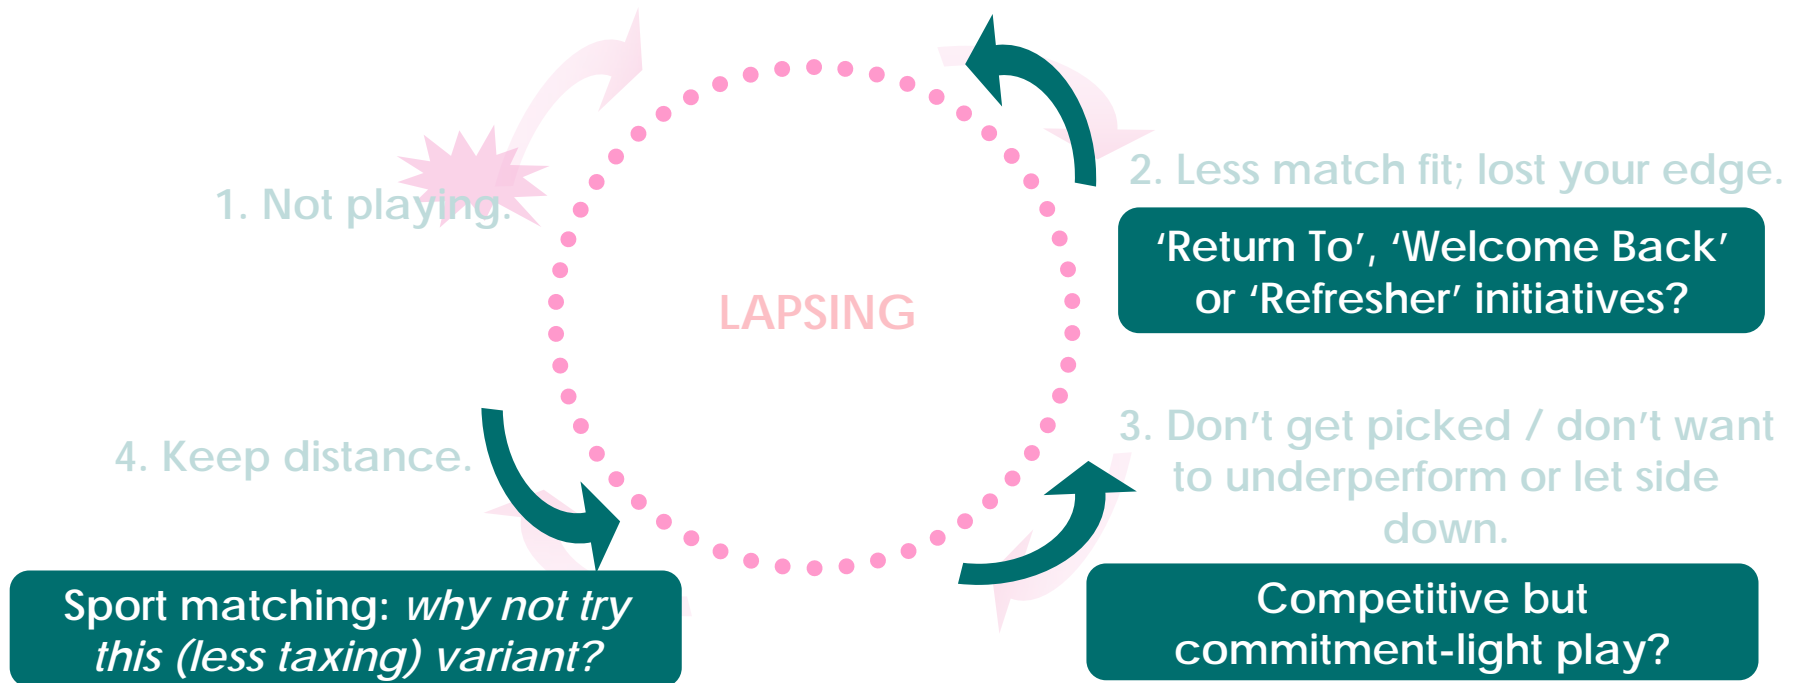 1. Not playing.
2. Less match fit; lost your edge.
‘Return To’, ‘Welcome Back’
or ‘Refresher’ initiatives?
LAPSING
3. Don’t get picked / don’t want
to underperform or let side
down.
Competitive but
commitment-light play?
4. Keep distance.
Sport matching: why not try
this (less taxing) variant?